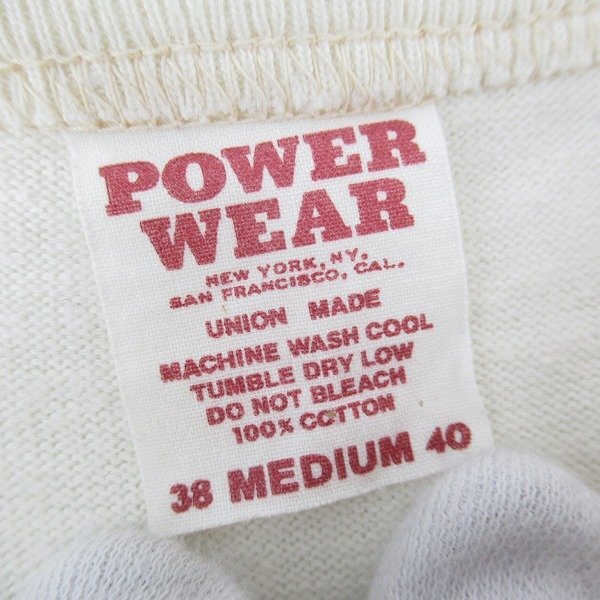 POWER
WEAR
NEW YORK, NY.
SAN FRANCISCO, CAL.
UNION MADE
MACHINE WASH COOL
TUMBLE DRY LOW
DO NOT BLEACH
100% COTTON
38 MEDIUM 40